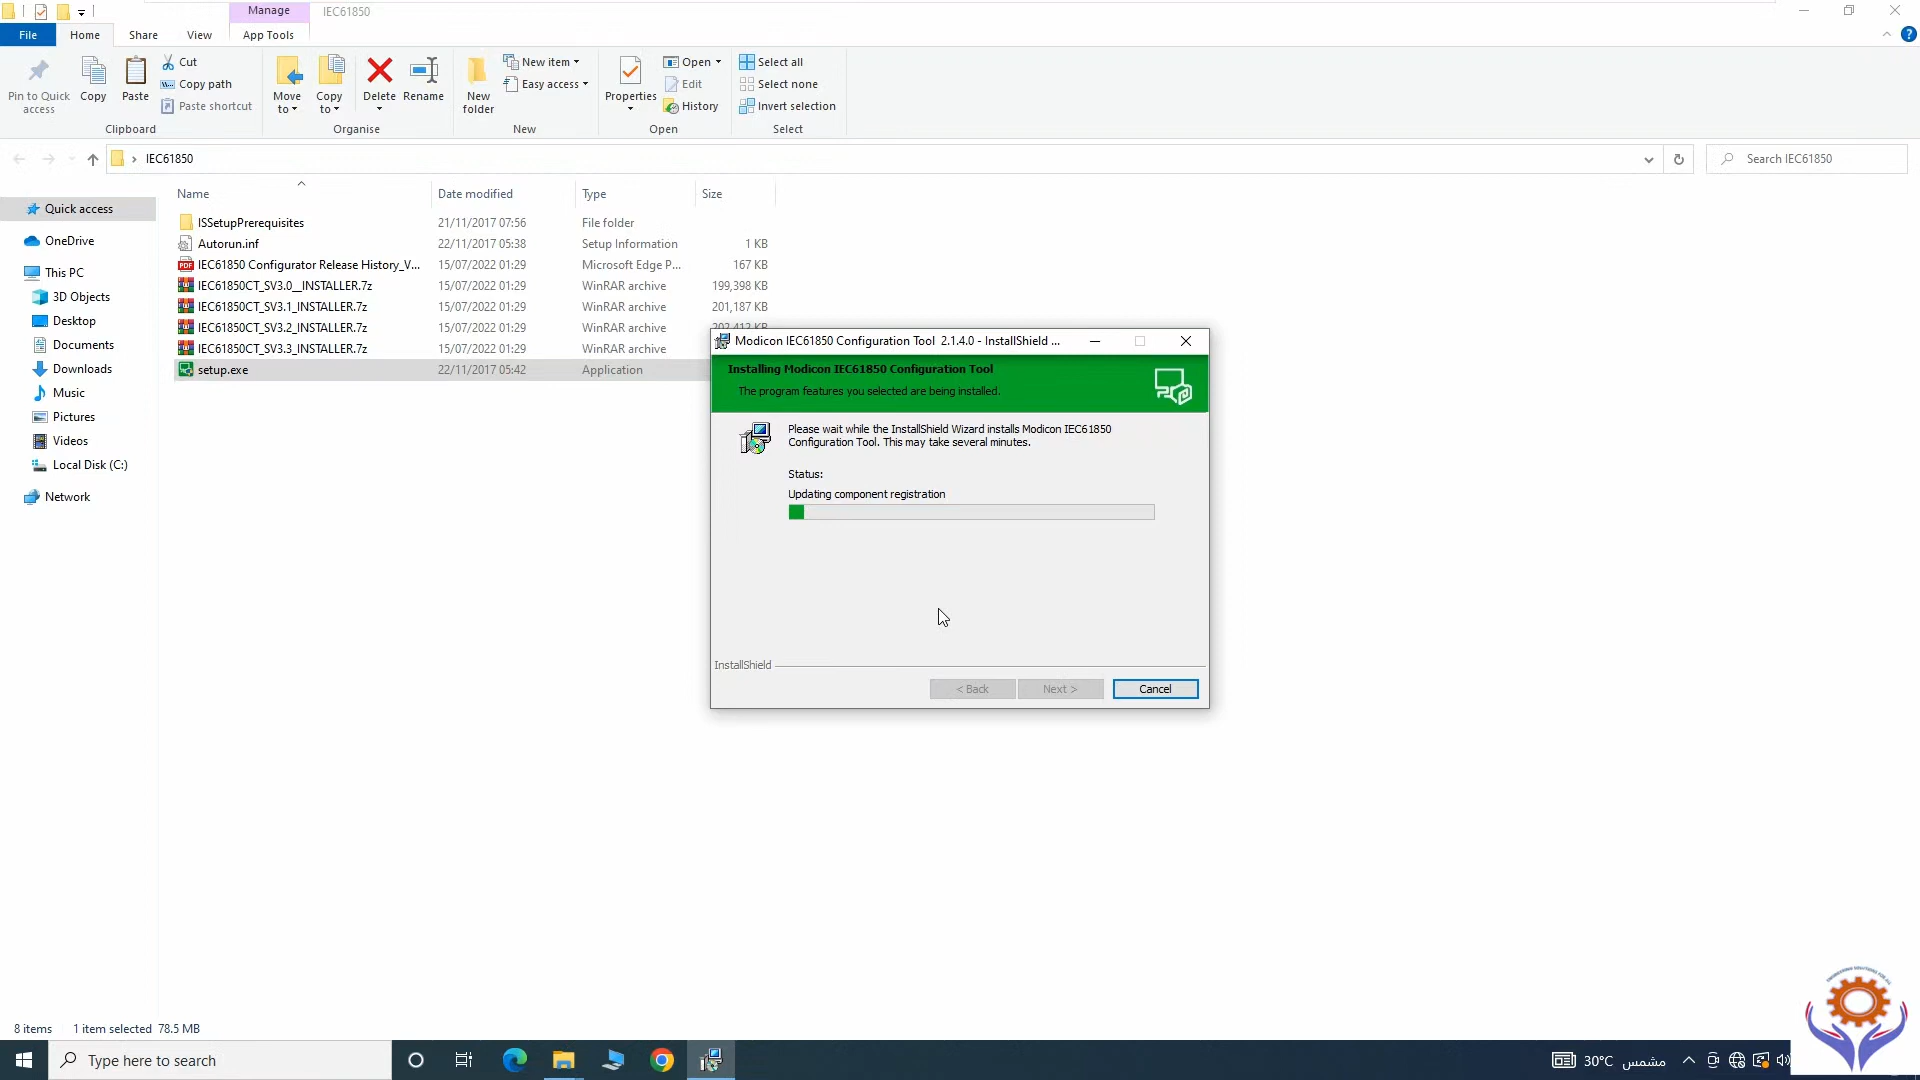 Manage
IEC61850
File
Home
Share
View
App Tools
Pin to Quick access
Copy
Paste
Cut
Copy path
Paste shortcut
Clipboard
Move to
Copy to
Delete
Rename
Organise
New folder
New item
Easy access
New
Properties
Open
Edit
History
Open
Select all
Select none
Invert selection
Select
IEC61850
Search IEC61850
Name
Date modified
Type
Size
Quick access
OneDrive
This PC
3D Objects
Desktop
Documents
Downloads
Music
Pictures
Videos
Local Disk (C:)
Network
ISSetupPrerequisites 21/11/2017 07:56 File folder
Autorun.inf 22/11/2017 05:38 Setup Information 1 KB
IEC61850 Configurator Release History_V... 15/07/2022 01:29 Microsoft Edge P... 167 KB
IEC61850CT_SV3.0__INSTALLER.7z 15/07/2022 01:29 WinRAR archive 199,398 KB
IEC61850CT_SV3.1_INSTALLER.7z 15/07/2022 01:29 WinRAR archive 201,187 KB
IEC61850CT_SV3.2_INSTALLER.7z 15/07/2022 01:29 WinRAR archive 202,412 KB
IEC61850CT_SV3.3_INSTALLER.7z 15/07/2022 01:29 WinRAR archive
setup.exe 22/11/2017 05:42 Application
Modicon IEC61850 Configuration Tool 2.1.4.0 - InstallShield ...
Installing Modicon IEC61850 Configuration Tool
The program features you selected are being installed.
Please wait while the InstallShield Wizard installs Modicon IEC61850
Configuration Tool. This may take several minutes.
Status:
Updating component registration
InstallShield
< Back
Next >
Cancel
8 items 1 item selected 78.5 MB
Type here to search
30°C مشمس